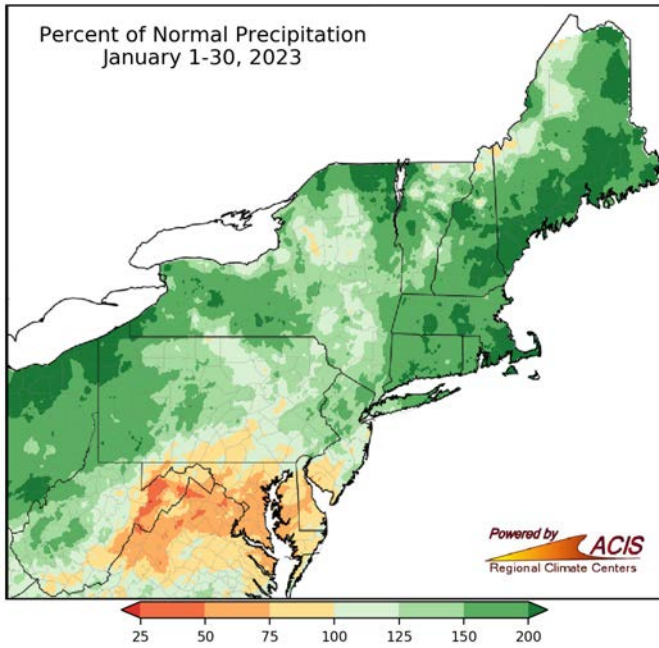 Percent of Normal Precipitation
January 1-30, 2023
Powered by
ACIS
Regional Climate Centers
25 50 75 100 125 150 200